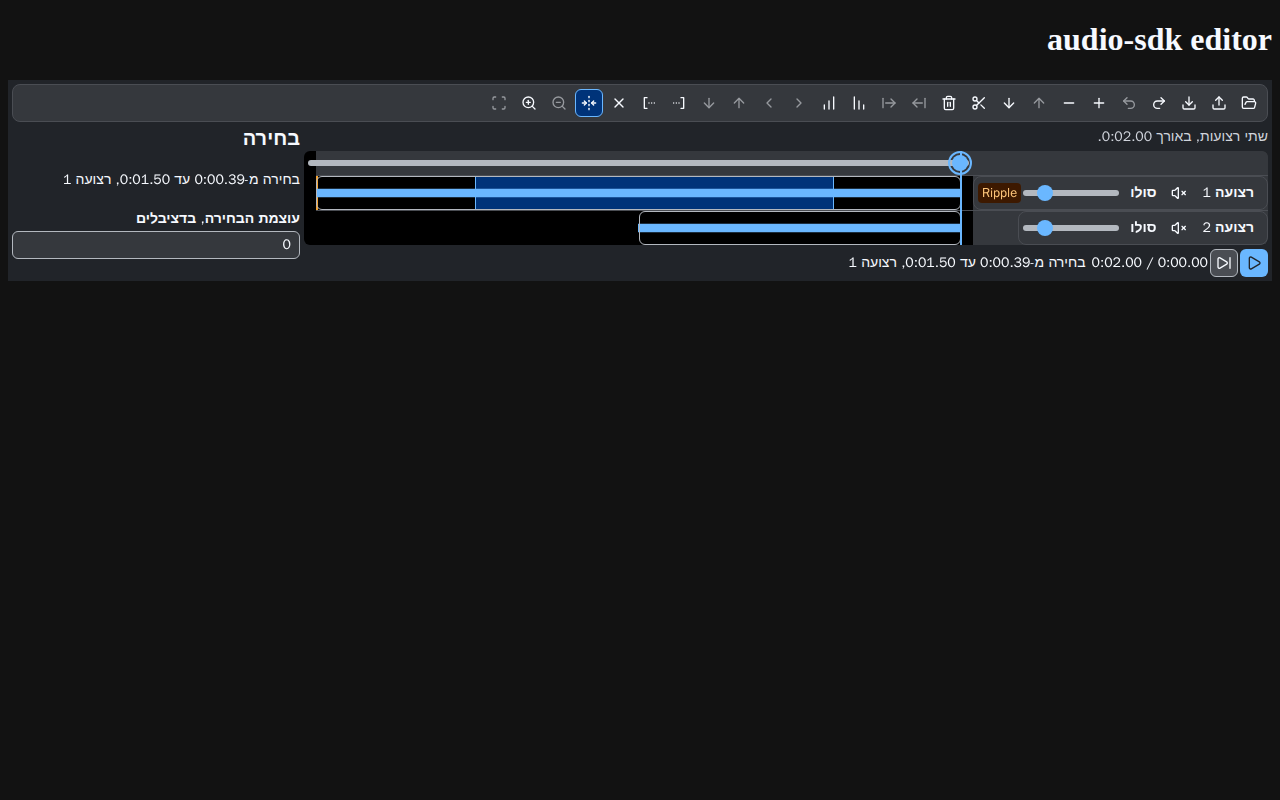 audio-sdk editor
שתי רצועות, באורך 0:02.00.
רצועה 1 סולו Ripple
רצועה 2 סולו
0:00.00 / 0:02.00 בחירה מ-0:00.39 עד 0:01.50, רצועה 1
בחירה
בחירה מ-0:00.39 עד 0:01.50, רצועה 1
עוצמת הבחירה, בדציבלים
0